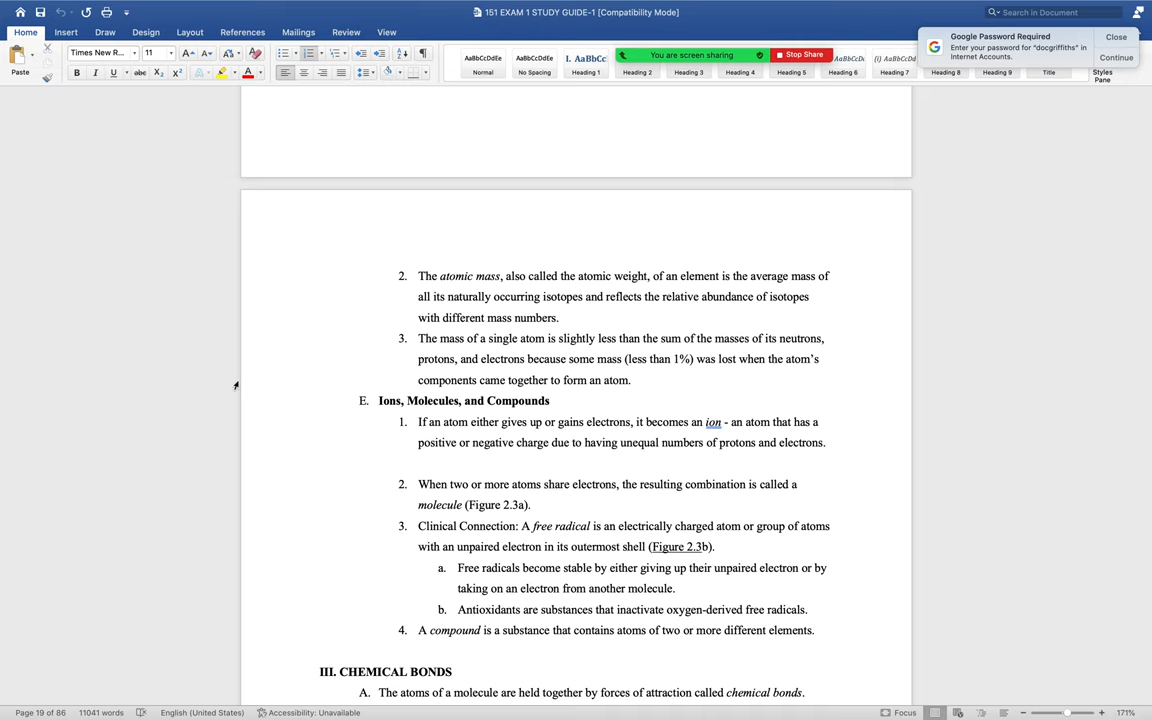 151 EXAM 1 STUDY GUIDE-1 [Compatibility Mode]
Search in Document
Home Insert Draw Design Layout References Mailings Review View
Google Password Required
Enter your password for "docgriffiths" in
Internet Accounts.
Close
Continue
Paste
Times New R... 11
AaBbCcDdEe AaBbCcDdEe I. AaBbCc
Normal No Spacing Heading 1 Heading 2 Heading 3 Heading 4 Heading 5 Heading 6 Heading 7 Heading 8 Heading 9 Title
You are screen sharing Stop Share
Styles
Pane
2. The atomic mass, also called the atomic weight, of an element is the average mass of
all its naturally occurring isotopes and reflects the relative abundance of isotopes
with different mass numbers.
3. The mass of a single atom is slightly less than the sum of the masses of its neutrons,
protons, and electrons because some mass (less than 1%) was lost when the atom's
components came together to form an atom.
E. Ions, Molecules, and Compounds
1. If an atom either gives up or gains electrons, it becomes an ion - an atom that has a
positive or negative charge due to having unequal numbers of protons and electrons.
2. When two or more atoms share electrons, the resulting combination is called a
molecule (Figure 2.3a).
3. Clinical Connection: A free radical is an electrically charged atom or group of atoms
with an unpaired electron in its outermost shell (Figure 2.3b).
a. Free radicals become stable by either giving up their unpaired electron or by
taking on an electron from another molecule.
b. Antioxidants are substances that inactivate oxygen-derived free radicals.
4. A compound is a substance that contains atoms of two or more different elements.
III. CHEMICAL BONDS
A. The atoms of a molecule are held together by forces of attraction called chemical bonds.
Page 19 of 86 11041 words English (United States) Accessibility: Unavailable Focus 171%